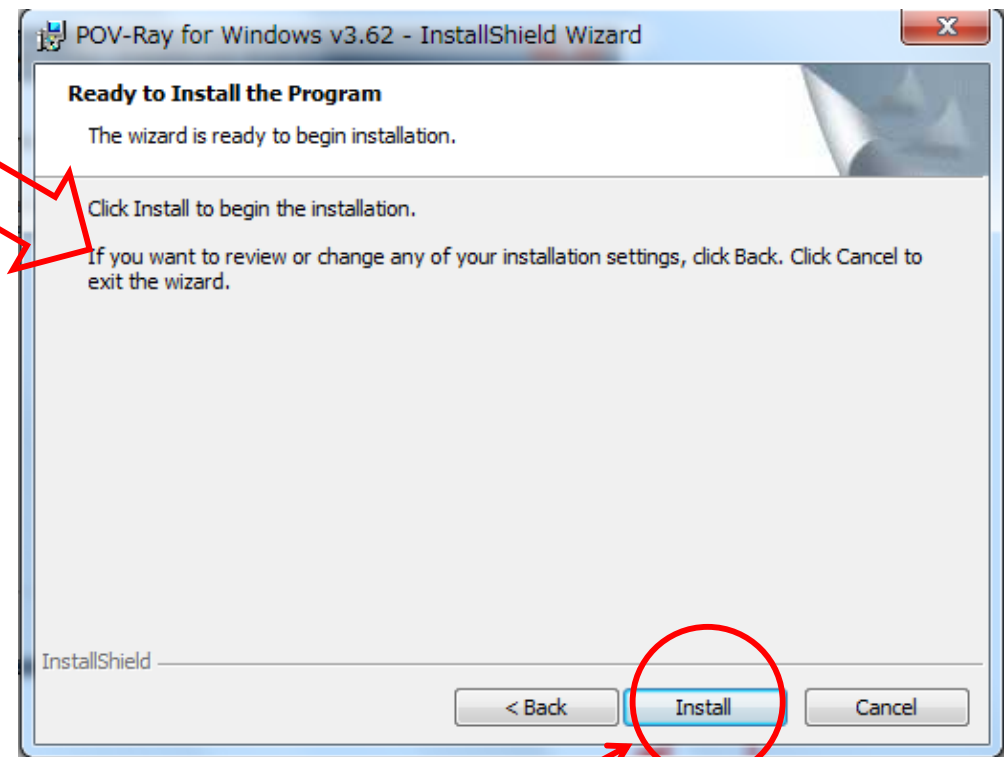 POV-Ray for Windows v3.62 - InstallShield Wizard
Ready to Install the Program
The wizard is ready to begin installation.
Click Install to begin the installation.
If you want to review or change any of your installation settings, click Back. Click Cancel to
exit the wizard.
InstallShield
< Back Install Cancel